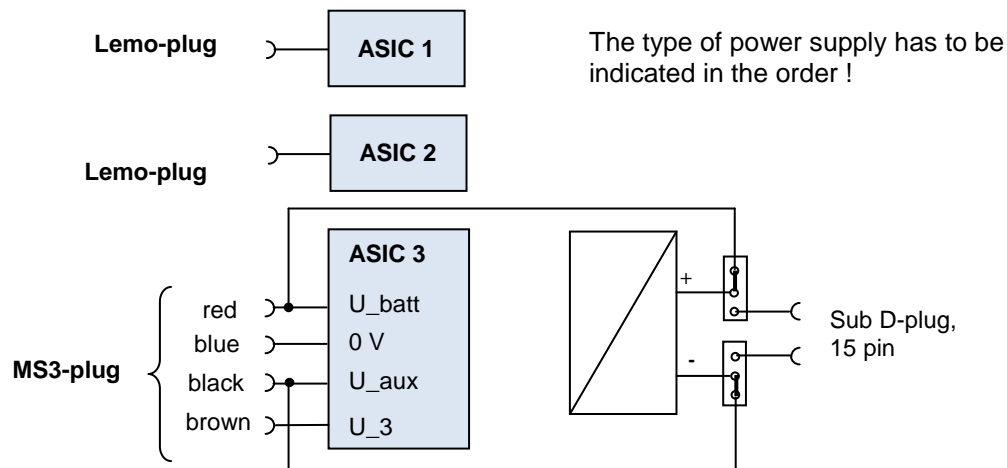 Lemo-plug
ASIC 1
The type of power supply has to be
indicated in the order !
Lemo-plug
ASIC 2
ASIC 3
MS3-plug
red
U_batt
blue
0 V
black
U_aux
brown
U_3
+
-
Sub D-plug,
15 pin